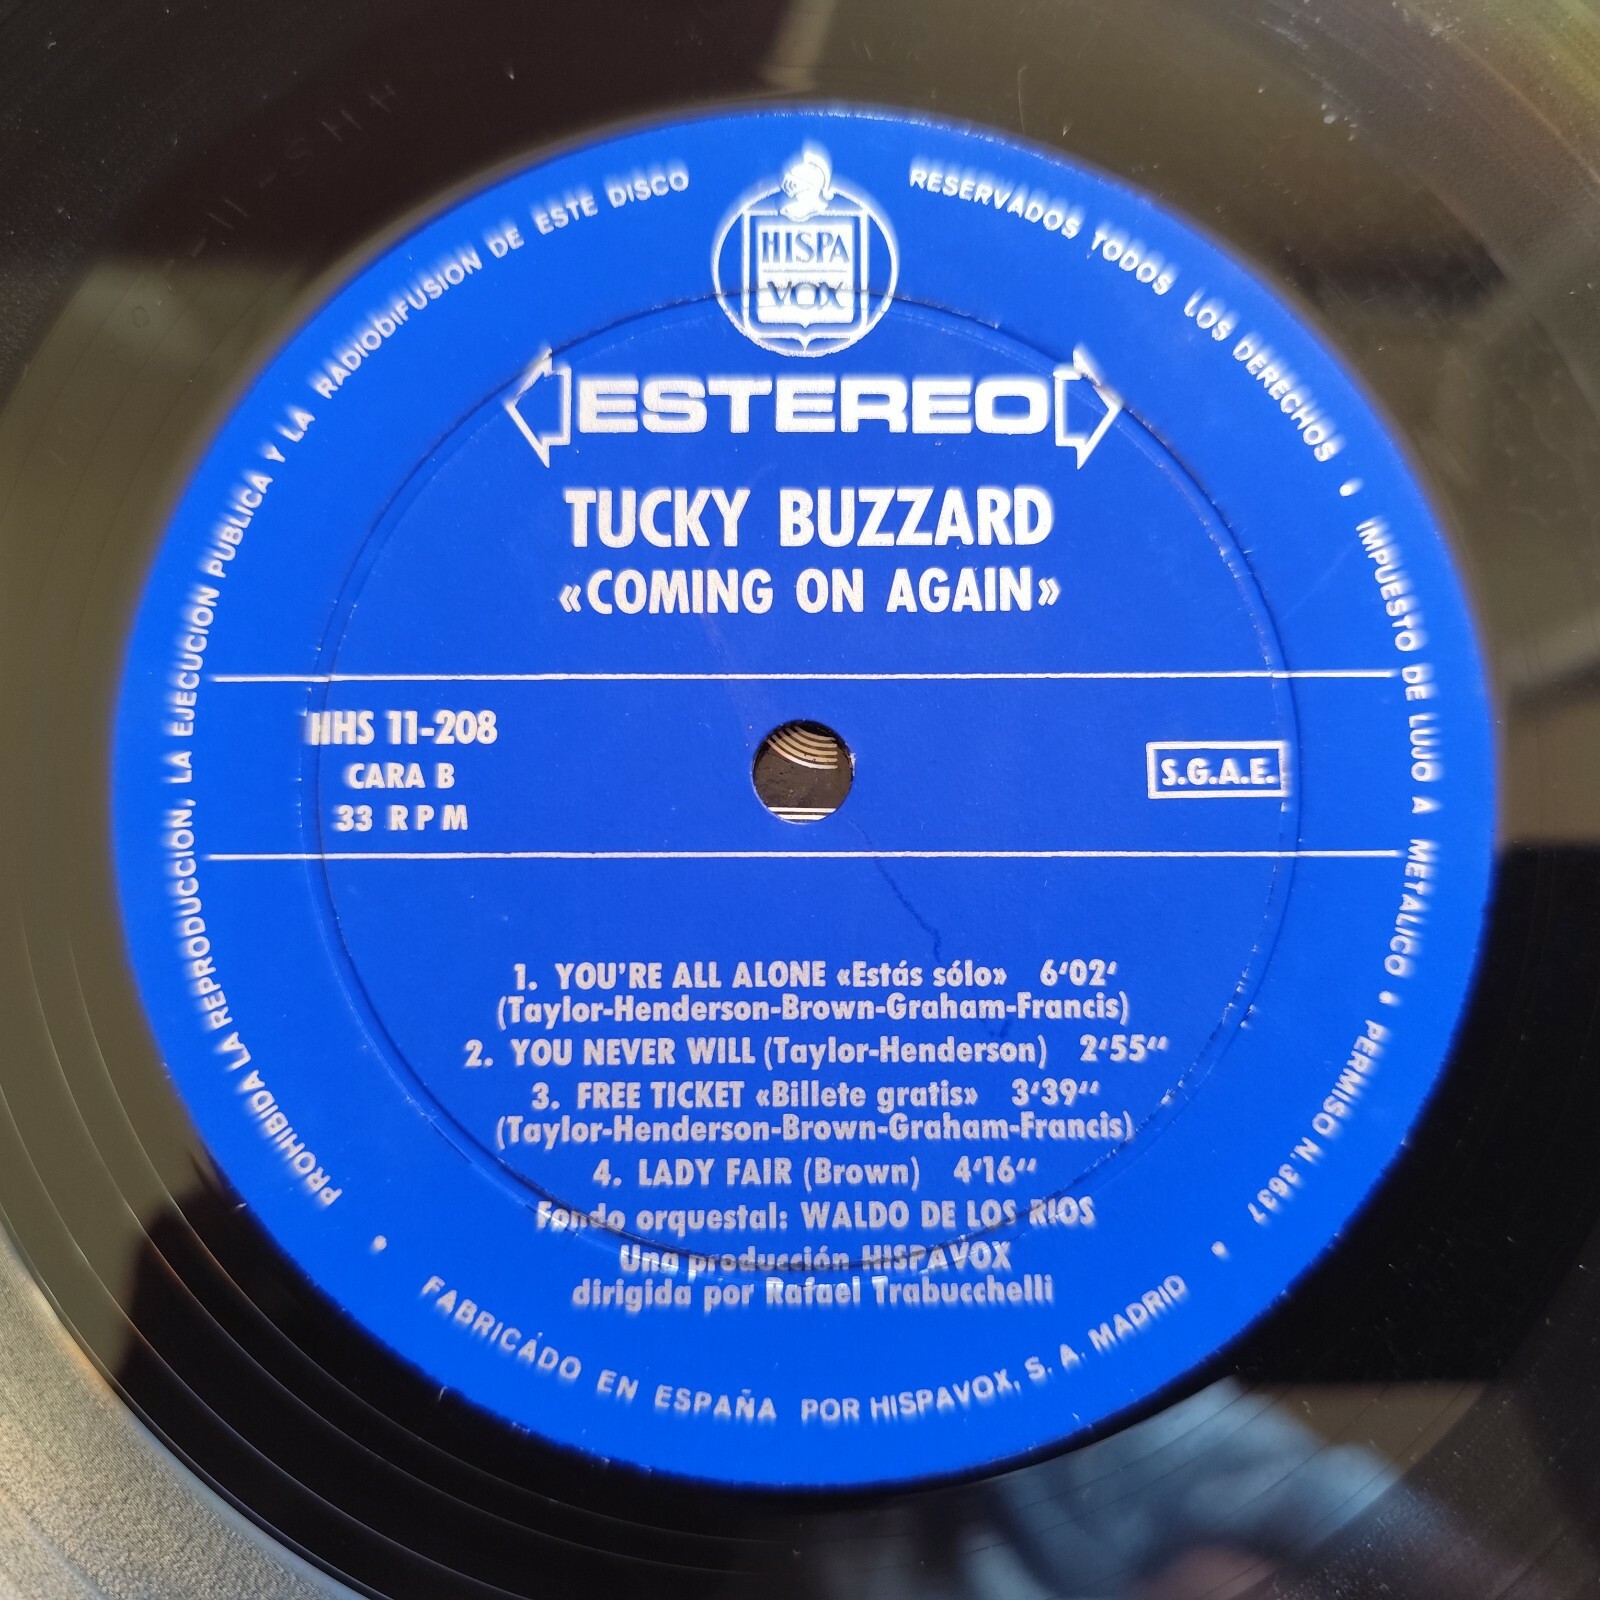 PROHIBIDA LA REPRODUCCION, LA EJECUCION PUBLICA Y LA RADIODIFUSION DE ESTE DISCO
RESERVADOS TODOS LOS DERECHOS • IMPUESTO DE LUJO A METALICO • PERMISO N. 3637
HISPA
VOX
ESTEREO
TUCKY BUZZARD
«COMING ON AGAIN»
HHS 11-208
CARA B
33 RPM
S.G.A.E.
1. YOU'RE ALL ALONE «Estás sólo» 6‘02‘
(Taylor-Henderson-Brown-Graham-Francis)
2. YOU NEVER WILL (Taylor-Henderson) 2‘55‘‘
3. FREE TICKET «Billete gratis» 3‘39‘‘
(Taylor-Henderson-Brown-Graham-Francis)
4. LADY FAIR (Brown) 4‘16‘‘
Fondo orquestal: WALDO DE LOS RIOS
Una producción HISPAVOX
dirigida por Rafael Trabucchelli
• FABRICADO EN ESPAÑA POR HISPAVOX, S. A. MADRID •